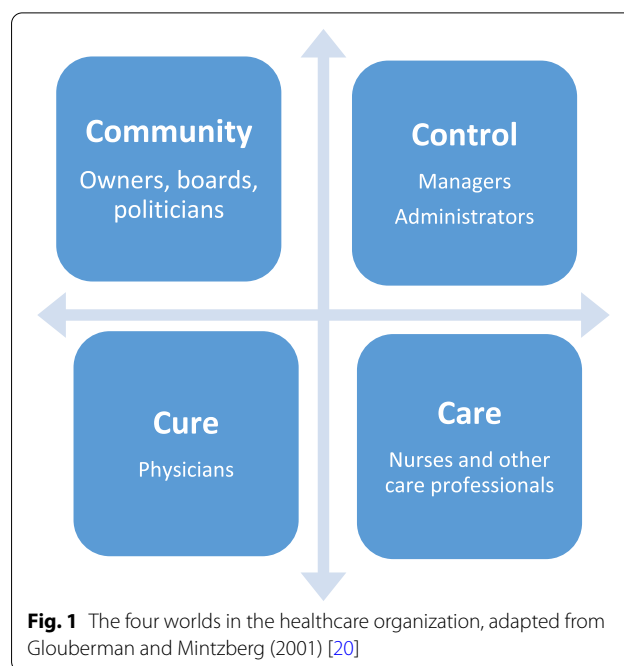 Community
Owners, boards,
politicians
Control
Managers
Administrators
Cure
Physicians
Care
Nurses and other
care professionals
Fig. 1 The four worlds in the healthcare organization, adapted from
Glouberman and Mintzberg (2001) [20]